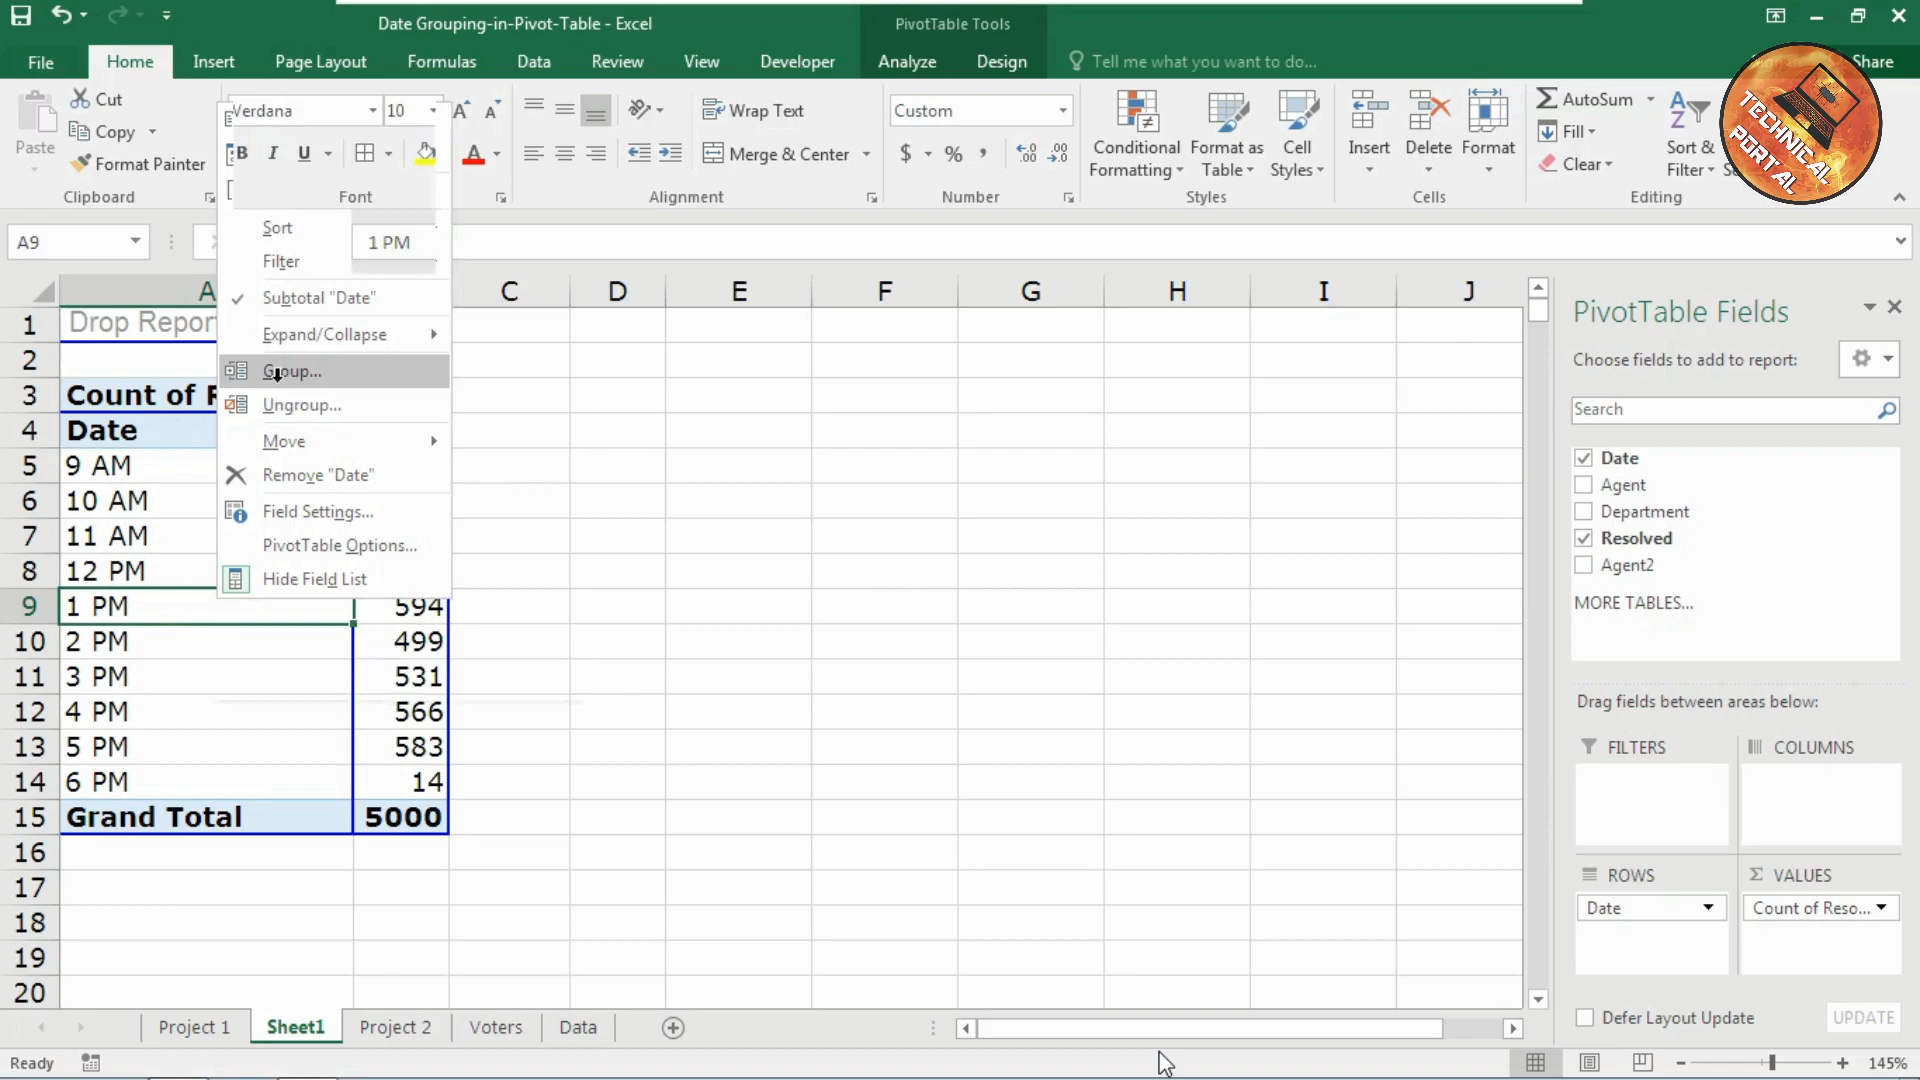 Date Grouping-in-Pivot-Table - Excel
PivotTable Tools
File
Home
Insert
Page Layout
Formulas
Data
Review
View
Developer
Analyze
Design
Tell me what you want to do...
Share
TECHNICAL
PORTAL
Paste
Cut
Copy
Format Painter
Clipboard
Verdana
10
B I U
Font
Wrap Text
Merge & Center
Alignment
Custom
$ % ,
Number
Conditional
Formatting
Format as
Table
Cell
Styles
Styles
Insert
Delete
Format
Cells
AutoSum
Fill
Clear
Sort &
Filter
Editing
A9
1 PM
Sort
Filter
Subtotal "Date"
Expand/Collapse
Group...
Ungroup...
Move
Remove "Date"
Field Settings...
PivotTable Options...
Hide Field List
A C D E F G H I J
1 Drop Repor
2
3 Count of
4 Date
5 9 AM
6 10 AM
7 11 AM
8 12 PM
9 1 PM 594
10 2 PM 499
11 3 PM 531
12 4 PM 566
13 5 PM 583
14 6 PM 14
15 Grand Total 5000
16
17
18
19
20
PivotTable Fields
Choose fields to add to report:
Search
Date
Agent
Department
Resolved
Agent2
MORE TABLES...
Drag fields between areas below:
FILTERS
COLUMNS
ROWS
Date
VALUES
Count of Reso...
Defer Layout Update
UPDATE
Project 1
Sheet1
Project 2
Voters
Data
Ready
145%